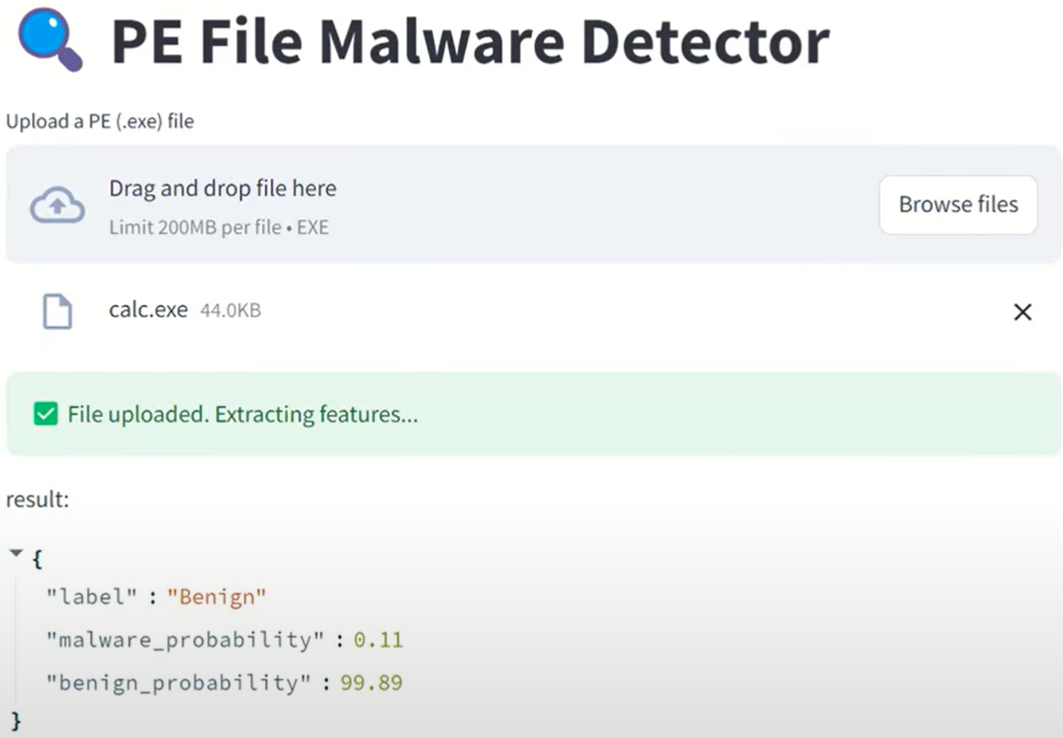 PE File Malware Detector
Upload a PE (.exe) file
Drag and drop file here
Limit 200MB per file • EXE
Browse files
calc.exe 44.0KB
File uploaded. Extracting features...
result:
{
"label" : "Benign"
"malware_probability" : 0.11
"benign_probability" : 99.89
}